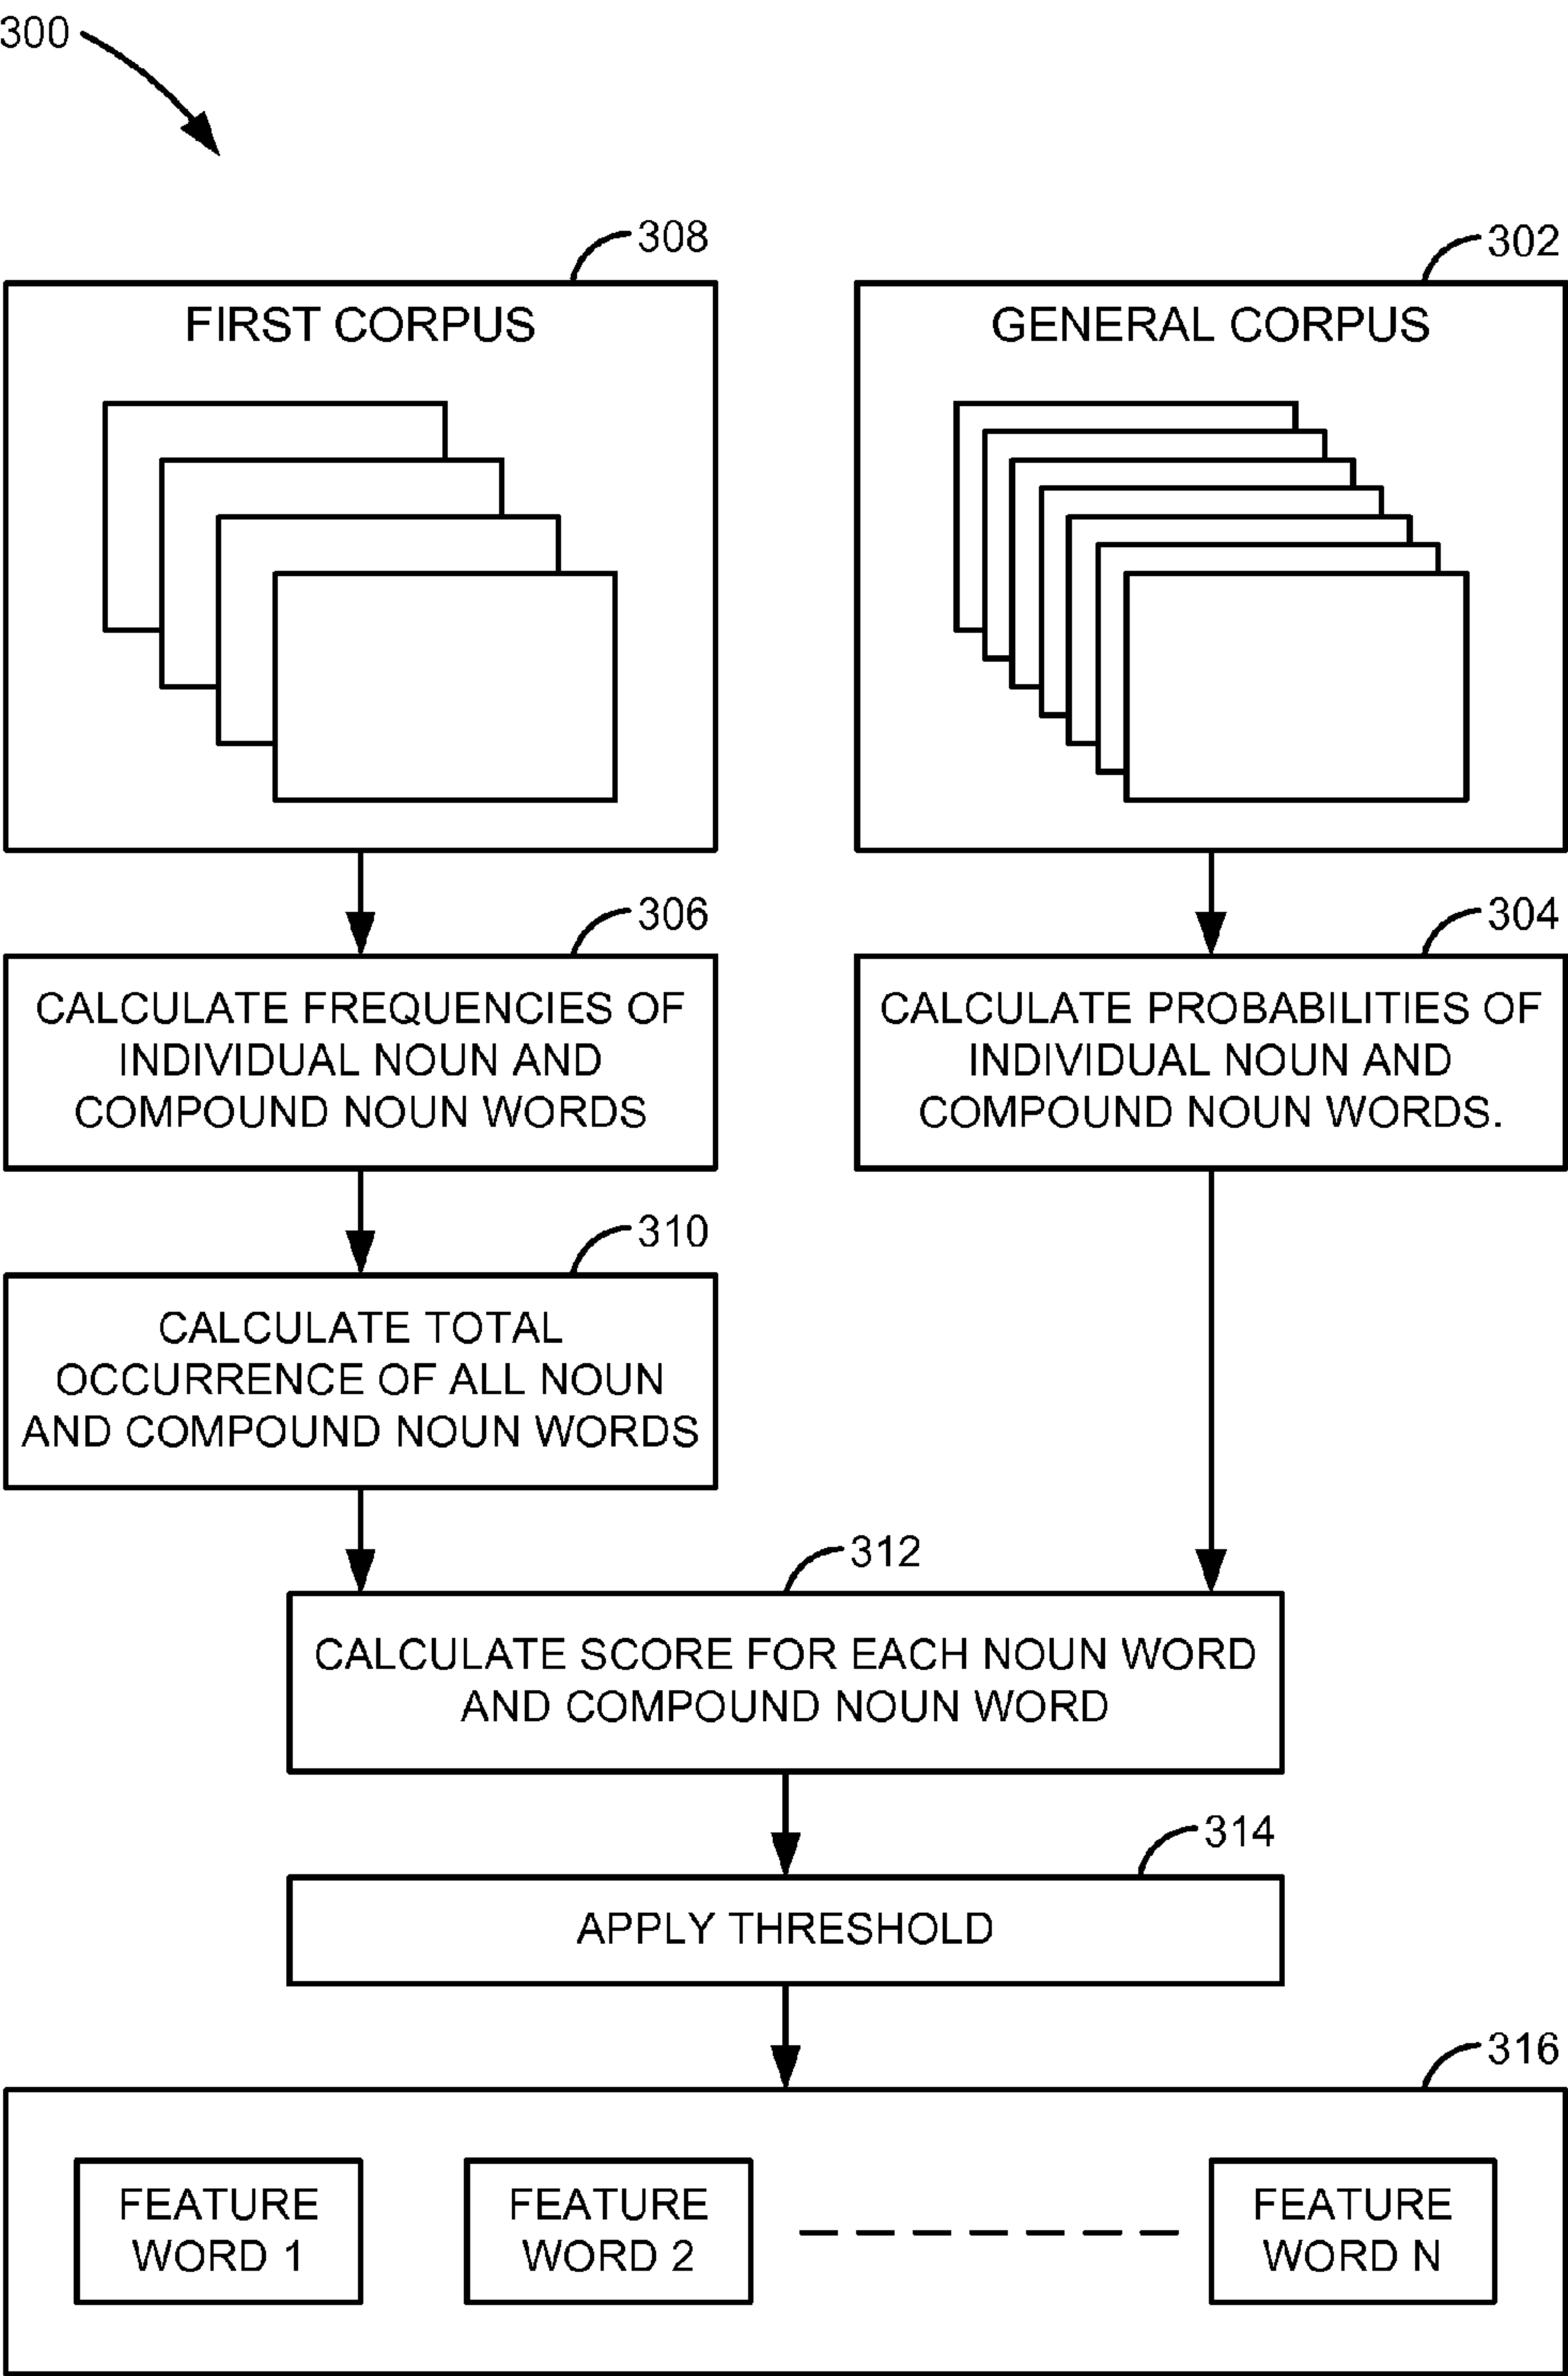 300
308
302
FIRST CORPUS
GENERAL CORPUS
306
304
CALCULATE FREQUENCIES OF
INDIVIDUAL NOUN AND
COMPOUND NOUN WORDS
CALCULATE PROBABILITIES OF
INDIVIDUAL NOUN AND
COMPOUND NOUN WORDS.
310
CALCULATE TOTAL
OCCURRENCE OF ALL NOUN
AND COMPOUND NOUN WORDS
312
CALCULATE SCORE FOR EACH NOUN WORD
AND COMPOUND NOUN WORD
314
APPLY THRESHOLD
316
FEATURE
WORD 1
FEATURE
WORD 2
FEATURE
WORD N